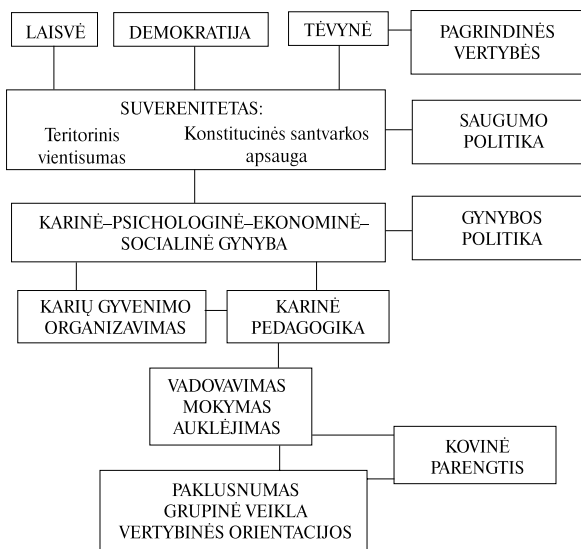 LAISVĖ
DEMOKRATIJA
TĖVYNĖ
PAGRINDINĖS
VERTYBĖS
SUVERENITETAS:
Teritorinis
vientisumas
Konstitucinės santvarkos
apsauga
SAUGUMO
POLITIKA
KARINĖ–PSICHOLOGINĖ–EKONOMINĖ–
SOCIALINĖ GYNYBA
GYNYBOS
POLITIKA
KARIŲ GYVENIMO
ORGANIZAVIMAS
KARINĖ
PEDAGOGIKA
VADOVAVIMAS
MOKYMAS
AUKLĖJIMAS
KOVINĖ
PARENGTIS
PAKLUSNUMAS
GRUPINĖ VEIKLA
VERTYBINĖS ORIENTACIJOS